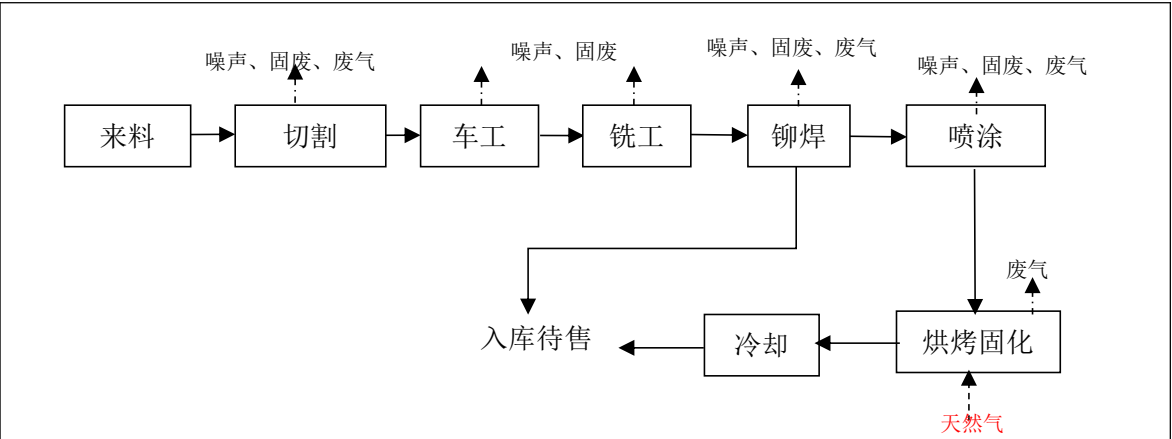 噪声、固废、废气
噪声、固废
噪声、固废、废气
噪声、固废、废气
来料
切割
车工
铣工
铆焊
喷涂
废气
入库待售
冷却
烘烤固化
天然气